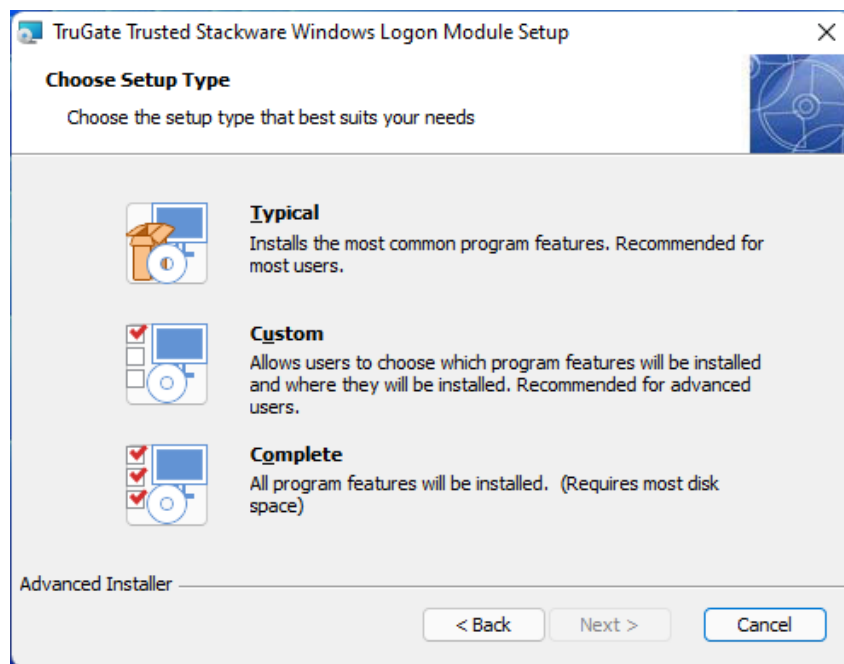 TruGate Trusted Stackware Windows Logon Module Setup
Choose Setup Type
Choose the setup type that best suits your needs
Typical
Installs the most common program features. Recommended for
most users.
Custom
Allows users to choose which program features will be installed
and where they will be installed. Recommended for advanced
users.
Complete
All program features will be installed.  (Requires most disk
space)
Advanced Installer
< Back Next > Cancel